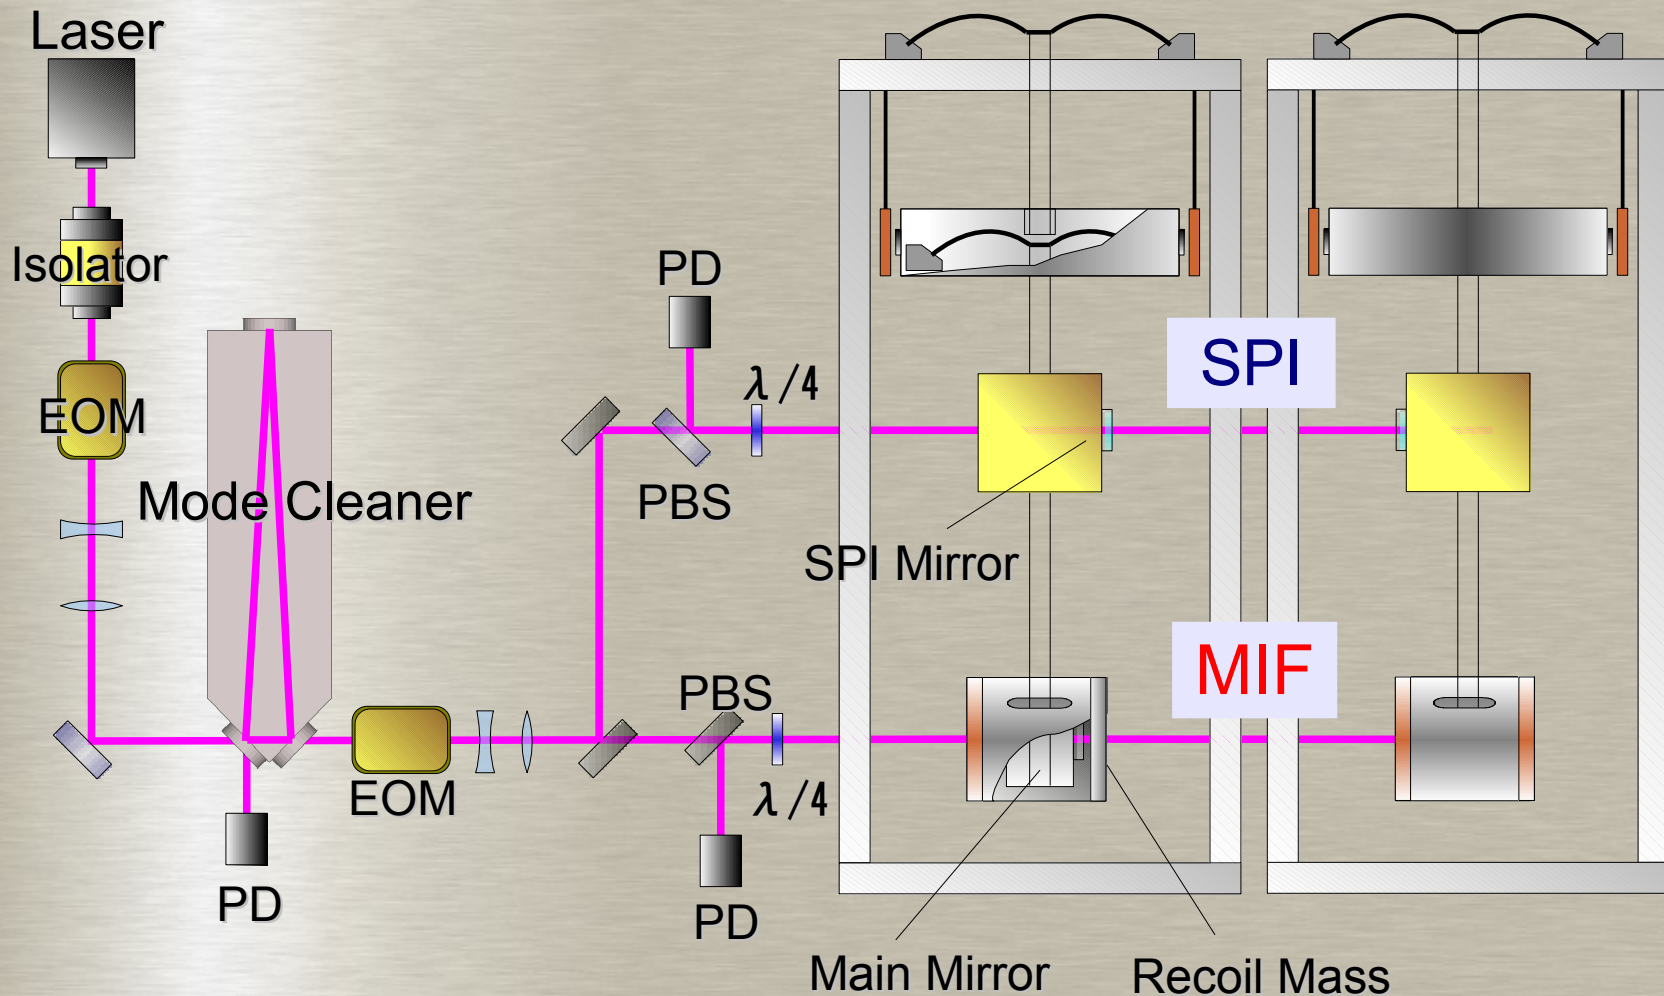 Laser
Isolator
EOM
Mode Cleaner
PD
EOM
PD
λ/4
PBS
SPI Mirror
PBS
λ/4
PD
SPI
MIF
Main Mirror
Recoil Mass